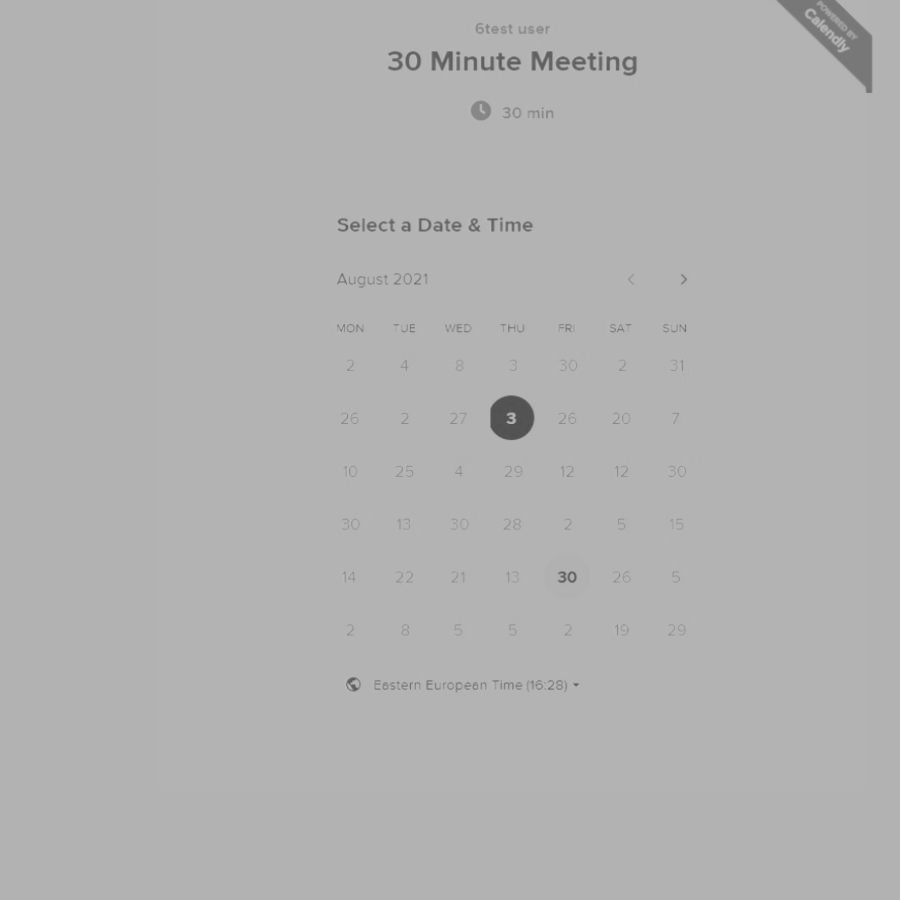 6test user
POWERED BY
Calendly
30 Minute Meeting
30 min
Select a Date & Time
August 2021
MON TUE WED THU FRI SAT SUN
2 4 8 3 30 2 31
26 2 27 3 26 20 7
10 25 4 29 12 12 30
30 13 30 28 2 5 15
14 22 21 13 30 26 5
2 8 5 5 2 19 29
Eastern European Time (16:28)